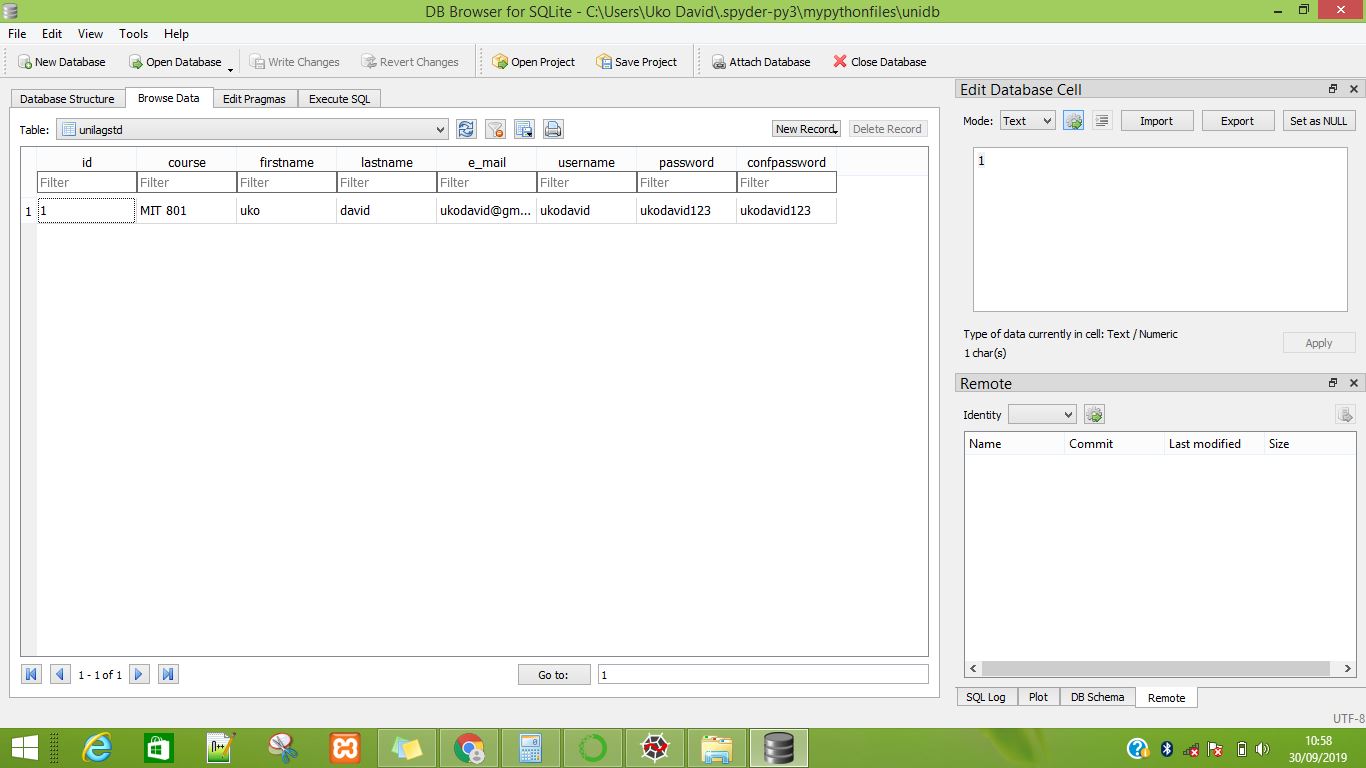 DB Browser for SQLite - C:\Users\Uko David\.spyder-py3\mypythonfiles\unidb
File Edit View Tools Help
New Database Open Database Write Changes Revert Changes Open Project Save Project Attach Database Close Database
Database Structure Browse Data Edit Pragmas Execute SQL
Table: unilagstd New Record Delete Record
id course firstname lastname e_mail username password confpassword
Filter Filter Filter Filter Filter Filter Filter Filter
1 1 MIT 801 uko david ukodavid@gm... ukodavid ukodavid123 ukodavid123
1 - 1 of 1 Go to: 1
Edit Database Cell
Mode: Text Import Export Set as NULL
1
Type of data currently in cell: Text / Numeric
1 char(s)
Apply
Remote
Identity
Name Commit Last modified Size
SQL Log Plot DB Schema Remote
UTF-8
10:58
30/09/2019